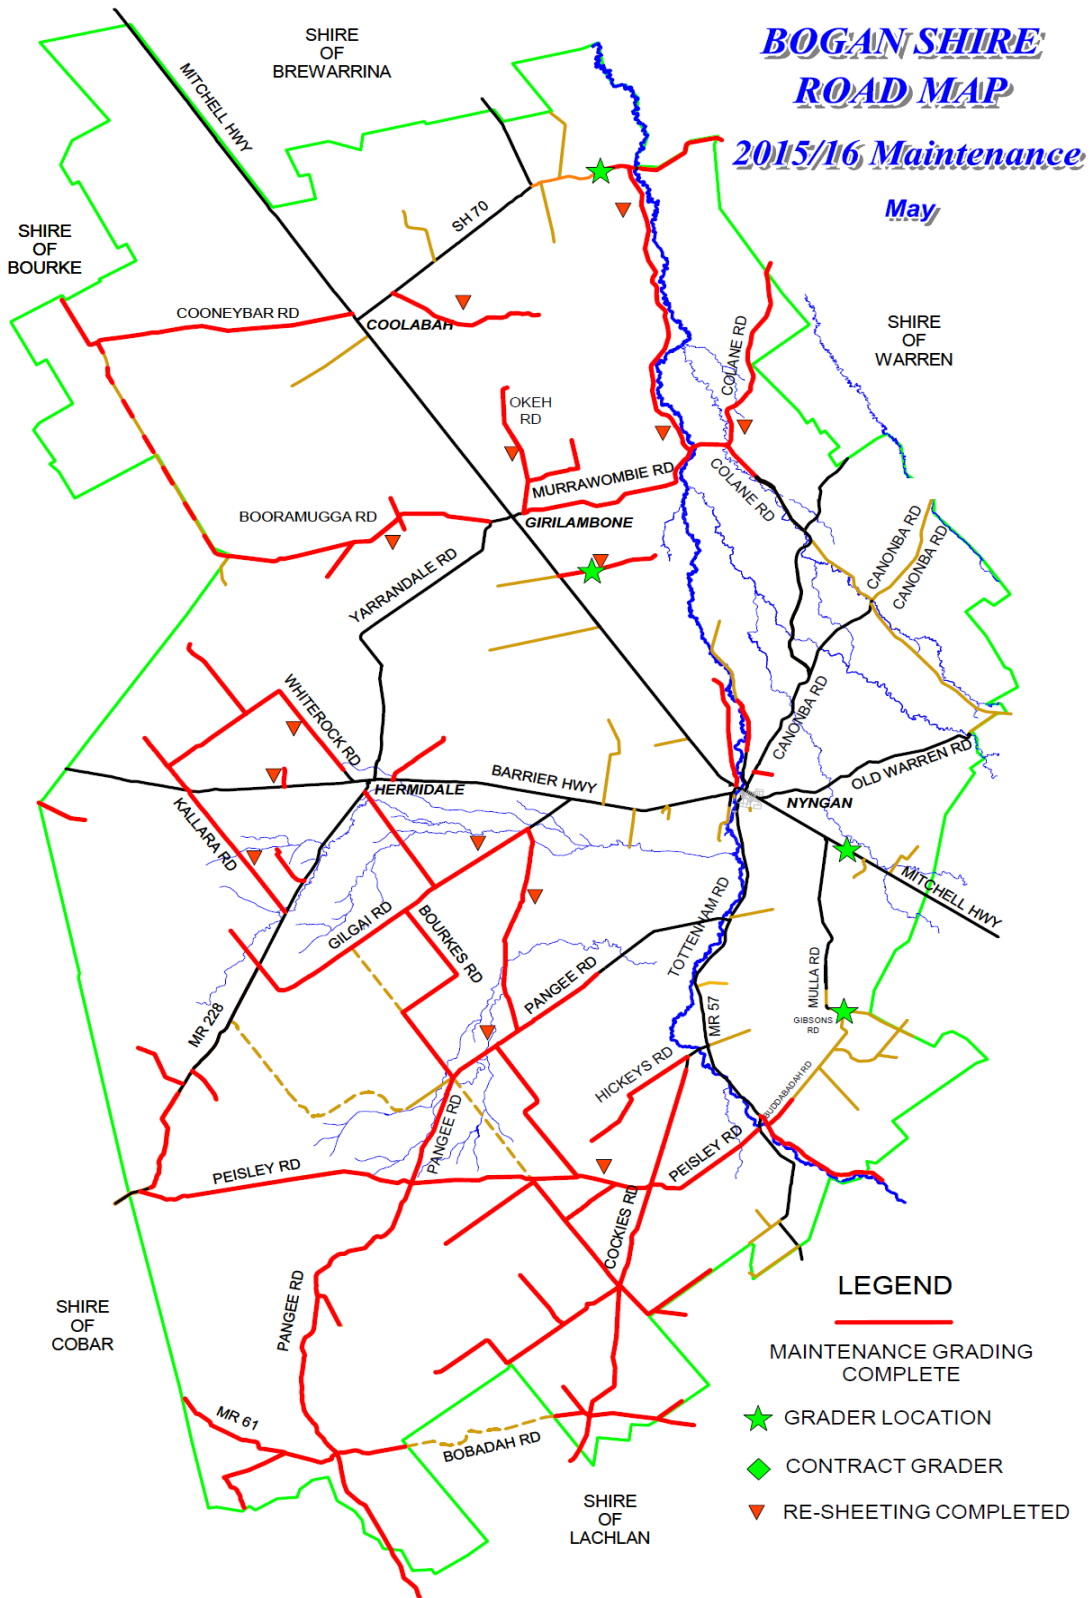 BOGAN SHIRE
ROAD MAP
2015/16 Maintenance
May
SHIRE
OF
BREWARRINA
MITCHELL HWY
SH 70
SHIRE
OF
BOURKE
COONEYBAR RD
COOLABAH
SHIRE
OF
WARREN
COLANE RD
OKEH
RD
MURRAWOMBIE RD
COLANE RD
BOORAMUGGA RD
GIRILAMBONE
CANONBA RD
CANONBA RD
YARRANDALE RD
WHITEROCK RD
CANONBA RD
OLD WARREN RD
BARRIER HWY
HERMIDALE
NYNGAN
KALLARA RD
MITCHELL HWY
GILGAI RD
BOURKES RD
TOTTENHAM RD
PANGEE RD
MULLA RD
MR 228
MR 57
GIBSONS
RD
HICKEYS RD
BUDDABADAH RD
PANGEE RD
PEISLEY RD
PEISLEY RD
COCKIES RD
PANGEE RD
SHIRE
OF
COBAR
MR 61
BOBADAH RD
SHIRE
OF
LACHLAN
LEGEND
MAINTENANCE GRADING
COMPLETE
GRADER LOCATION
CONTRACT GRADER
RE-SHEETING COMPLETED